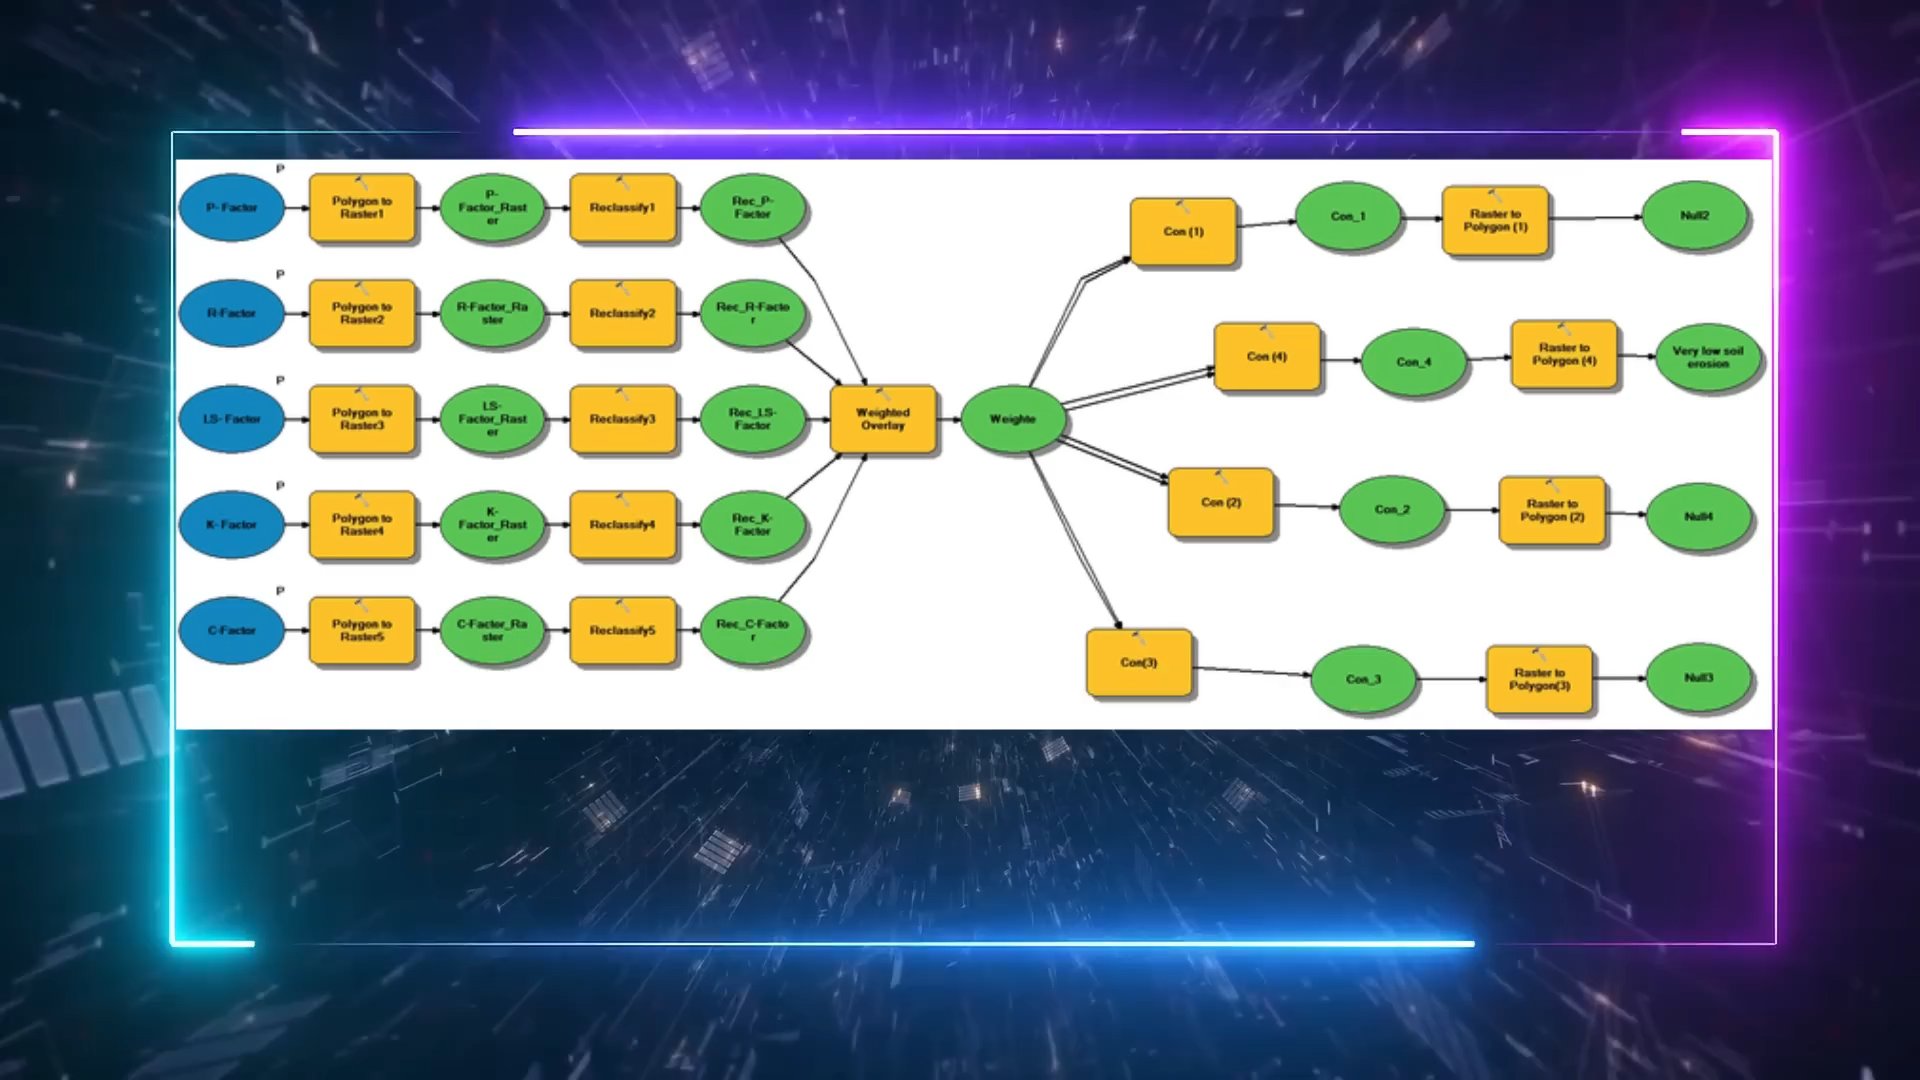 P
P- Factor
Polygon to
Raster1
P-
Factor_Rast
er
Reclassify1
Rec_P-
Factor
P
R-Factor
Polygon to
Raster2
R-Factor_Ra
ster
Reclassify2
Rec_R-Facto
r
P
LS- Factor
Polygon to
Raster3
LS-
Factor_Rast
er
Reclassify3
Rec_LS-
Factor
P
K- Factor
Polygon to
Raster4
K-
Factor_Rast
er
Reclassify4
Rec_K-
Factor
P
C-Factor
Polygon to
Raster5
C-Factor_Ra
ster
Reclassify5
Rec_C-Facto
r
Weighted
Overlay
Weighte
Con (1)
Con_1
Raster to
Polygon (1)
Null2
Con (4)
Con_4
Raster to
Polygon (4)
Very low soil
erosion
Con (2)
Con_2
Raster to
Polygon (2)
Null4
Con(3)
Con_3
Raster to
Polygon(3)
Null3